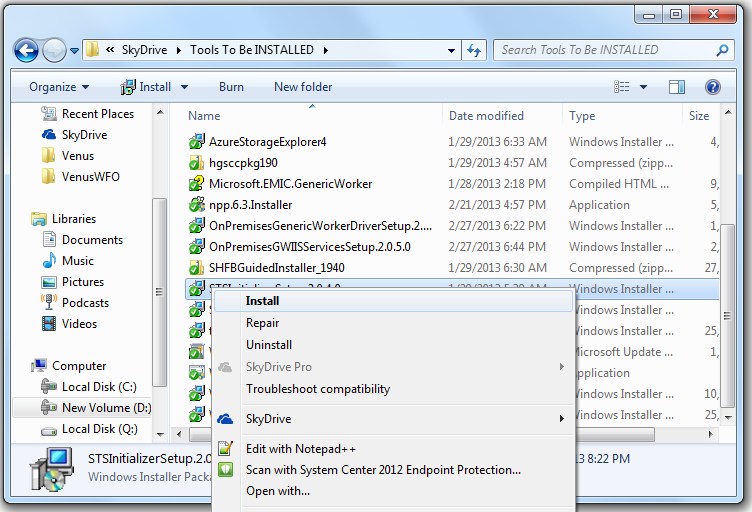 « SkyDrive Tools To Be INSTALLED Search Tools To Be INSTALLED
Organize Install Burn New folder
Recent Places
SkyDrive
Venus
VenusWFO
Libraries
Documents
Music
Pictures
Podcasts
Videos
Computer
Local Disk (C:)
New Volume (D:)
Local Disk (Q:)
Name Date modified Type Size
AzureStorageExplorer4 1/29/2013 6:33 AM Windows Installer ... 4,
hgsccpkg190 1/29/2013 4:57 AM Compressed (zipp...
Microsoft.EMIC.GenericWorker 1/28/2013 2:18 PM Compiled HTML ... 9,
npp.6.3.Installer 2/21/2013 4:57 PM Application 5,
OnPremisesGenericWorkerDriverSetup.2.... 2/27/2013 6:22 PM Windows Installer ... 5,
OnPremisesGWIISServicesSetup.2.0.5.0 2/27/2013 6:44 PM Windows Installer ... 2,
SHFBGuidedInstaller_1940 1/29/2013 6:30 AM Compressed (zipp... 27,
Windows Installer ...
Windows Installer ...
Windows Installer ... 25,
Microsoft Update ... 1,
Application
Windows Installer ... 10,
Windows Installer ... 25,
Install
Repair
Uninstall
SkyDrive Pro
Troubleshoot compatibility
SkyDrive
Edit with Notepad++
Scan with System Center 2012 Endpoint Protection...
Open with...
STSInitializerSetup.2.0 3 8:22 PM
Windows Installer Pack